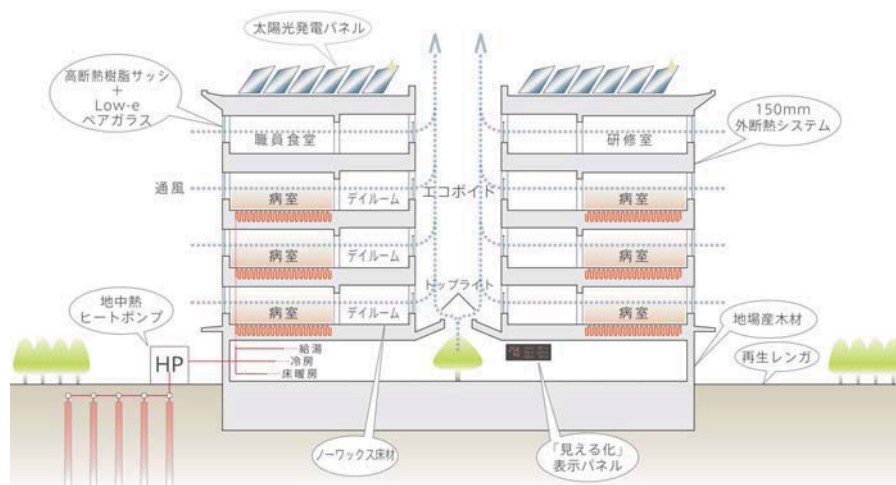 太陽光発電パネル
高断熱樹脂サッシ
+
Low-e
ペアガラス
150mm
外断熱システム
職員食堂
研修室
通風
病室
デイルーム
エコボイド
病室
病室
デイルーム
病室
トップライト
病室
デイルーム
病室
地中熱
ヒートポンプ
HP
給湯
冷房
床暖房
地場産木材
再生レンガ
ノーワックス床材
「見える化」
表示パネル